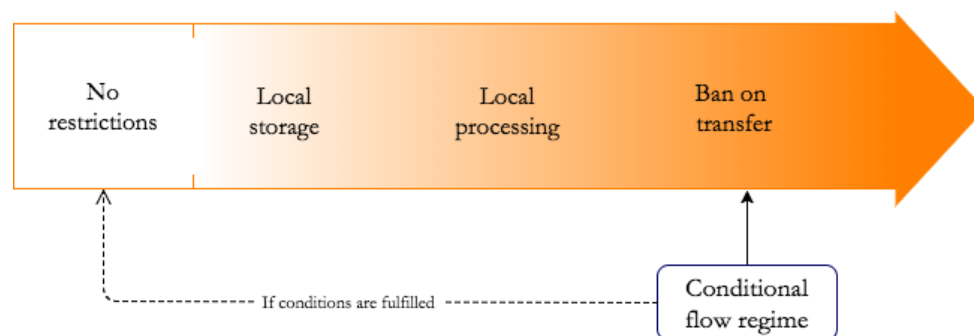 No
restrictions
Local
storage
Local
processing
Ban on
transfer
If conditions are fulfilled
Conditional
flow regime